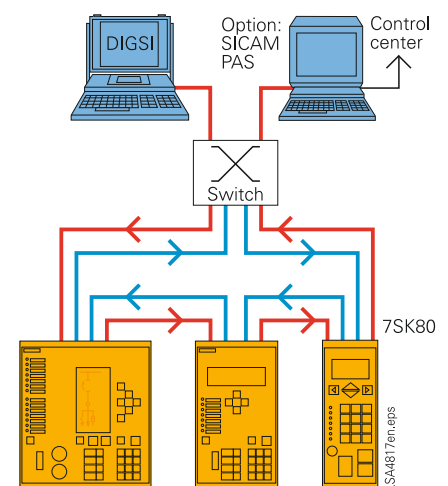 DIGSI
Option:
SICAM
PAS
Control
center
Switch
7SK80
SA4817en.eps